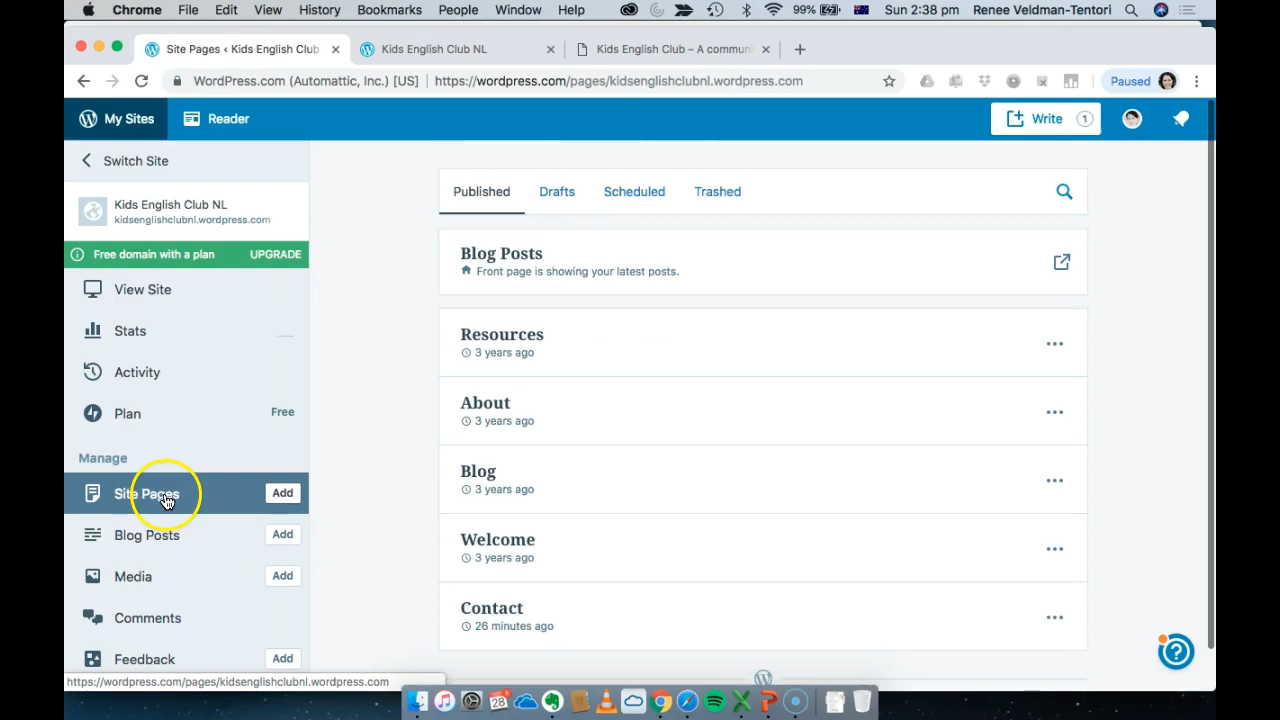 Chrome File Edit View History Bookmarks People Window Help 99% Sun 2:38 pm Renee Veldman-Tentori
Site Pages ‹ Kids English Club Kids English Club NL Kids English Club – A commun
WordPress.com (Automattic, Inc.) [US] https://wordpress.com/pages/kidsenglishclubnl.wordpress.com Paused
My Sites Reader Write 1
Switch Site
Kids English Club NL
kidsenglishclubnl.wordpress.com
Free domain with a plan UPGRADE
View Site
Stats
Activity
Plan Free
Manage
Site Pages Add
Blog Posts Add
Media Add
Comments
Feedback Add
https://wordpress.com/pages/kidsenglishclubnl.wordpress.com
Published Drafts Scheduled Trashed
Blog Posts
Front page is showing your latest posts.
Resources
3 years ago
About
3 years ago
Blog
3 years ago
Welcome
3 years ago
Contact
26 minutes ago
28